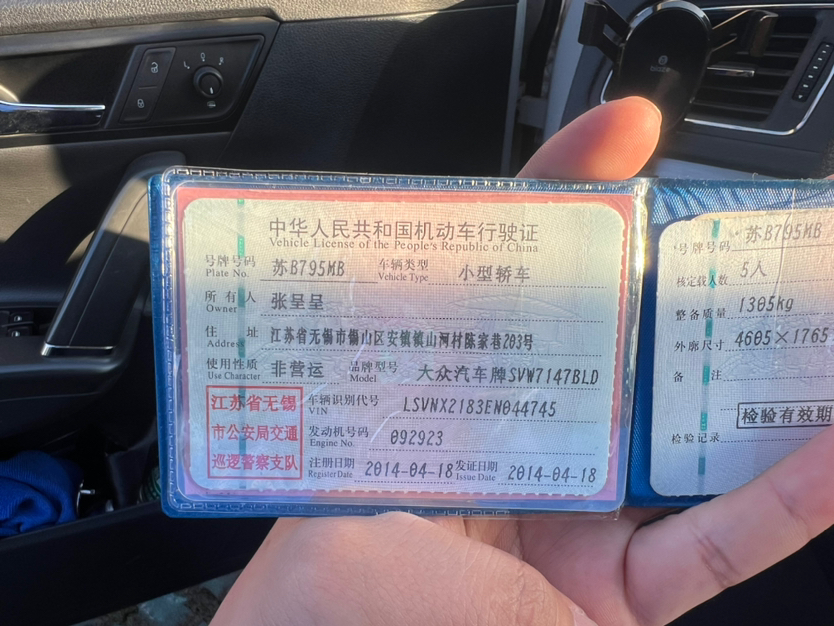 中华人民共和国机动车行驶证
Vehicle License of the People's Republic of China
号牌号码 苏B795MB 车辆类型 小型轿车
Plate No. Vehicle Type
所有人 张呈呈
Owner
住址 江苏省无锡市锡山区安镇镇山河村陈家巷203号
Address
使用性质 非营运 品牌型号 大众汽车牌SVW7147BLD
Use Character Model
江苏省无锡
市公安局交通
巡逻警察支队
车辆识别代号 LSVNX2183EN044745
VIN
发动机号码 092923
Engine No.
注册日期 2014-04-18 发证日期 2014-04-18
Register Date Issue Date
号牌号码 苏B795MB
核定载人数 5人
整备质量 1305kg
外廓尺寸 4605×1765
备注
检验有效期
检验记录